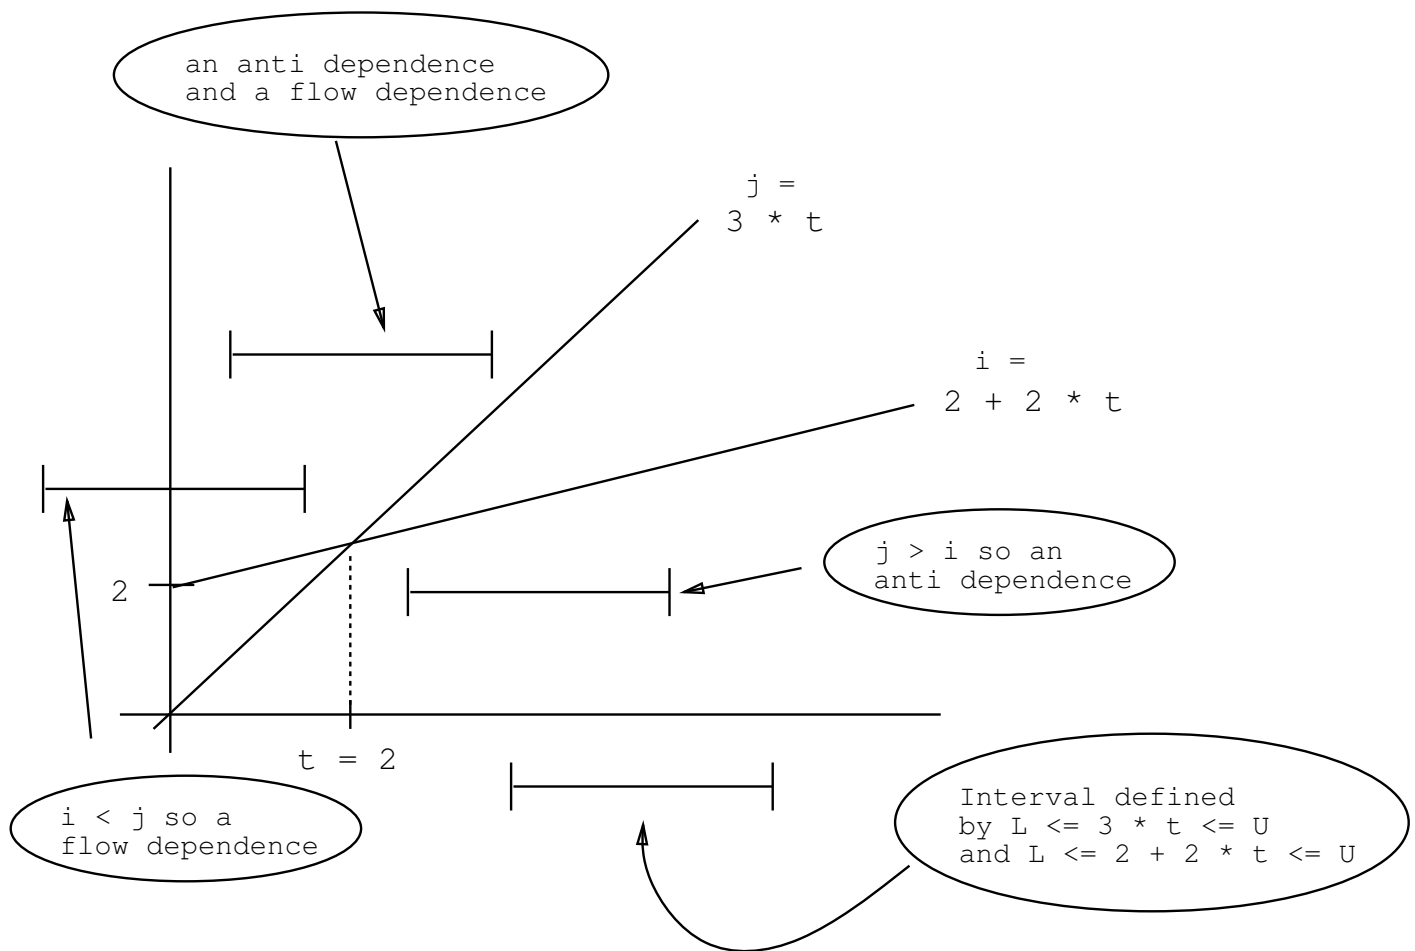 an anti dependence
and a flow dependence
j =
3 * t
i =
2 + 2 * t
j > i so an
anti dependence
2
t = 2
i < j so a
flow dependence
Interval defined
by L <= 3 * t <= U
and L <= 2 + 2 * t <= U